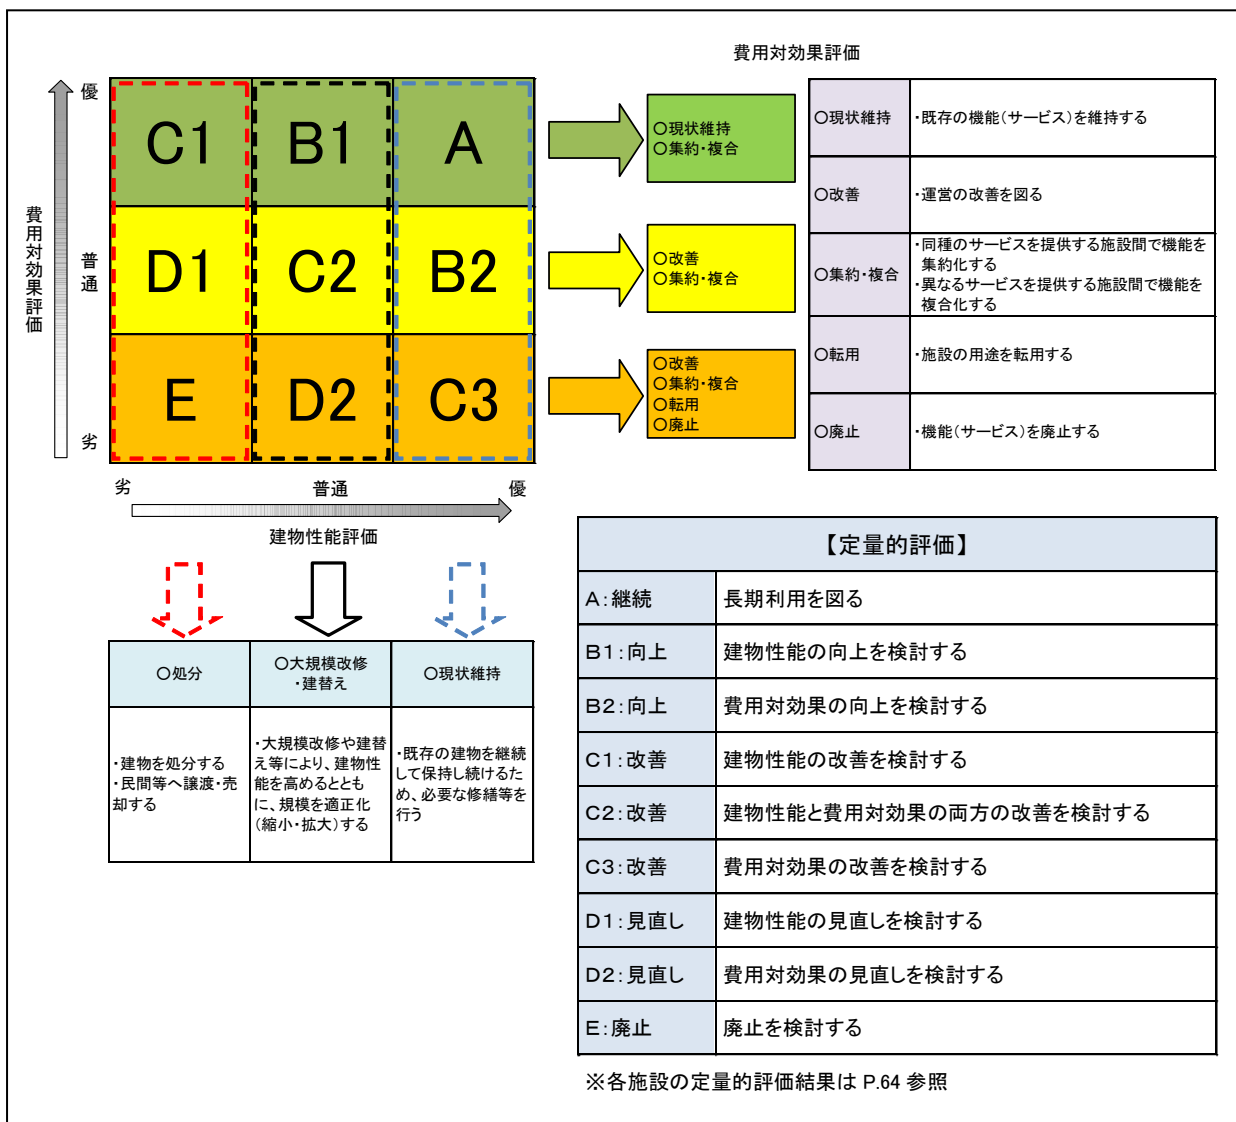 費用対効果評価
優
普通
劣
費用対効果評価
C1
B1
A
D1
C2
B2
E
D2
C3
○現状維持
○集約・複合
○改善
○集約・複合
○改善
○集約・複合
○転用
○廃止
○現状維持
・既存の機能(サービス)を維持する
○改善
・運営の改善を図る
○集約・複合
・同種のサービスを提供する施設間で機能を
集約化する
・異なるサービスを提供する施設間で機能を
複合化する
○転用
・施設の用途を転用する
○廃止
・機能(サービス)を廃止する
劣
普通
優
建物性能評価
○処分
○大規模改修
・建替え
○現状維持
・建物を処分する
・民間等へ譲渡・売
却する
・大規模改修や建替
え等により、建物性
能を高めるととも
に、規模を適正化
(縮小・拡大)する
・既存の建物を継続
して保持し続けるた
め、必要な修繕等を
行う
【定量的評価】
A:継続
長期利用を図る
B1:向上
建物性能の向上を検討する
B2:向上
費用対効果の向上を検討する
C1:改善
建物性能の改善を検討する
C2:改善
建物性能と費用対効果の両方の改善を検討する
C3:改善
費用対効果の改善を検討する
D1:見直し
建物性能の見直しを検討する
D2:見直し
費用対効果の見直しを検討する
E:廃止
廃止を検討する
※各施設の定量的評価結果は P.64 参照